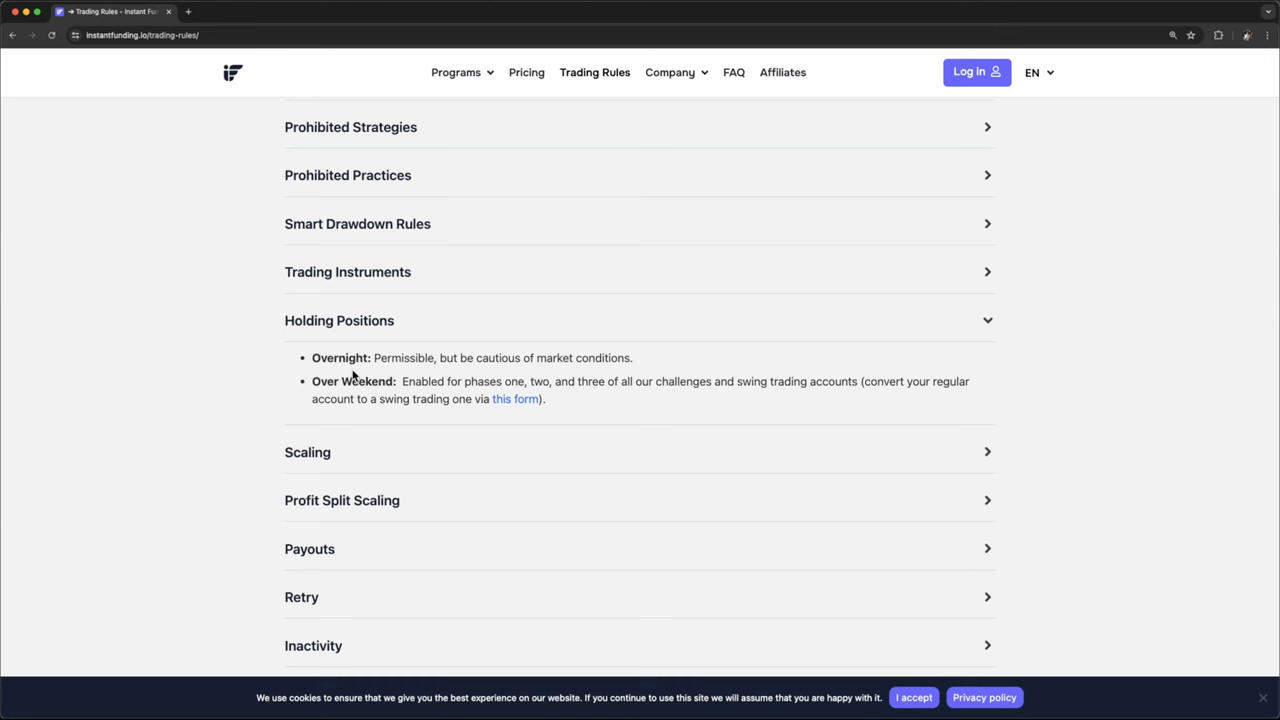 → Trading Rules - Instant Fu
instantfunding.io/trading-rules/
Programs Pricing Trading Rules Company FAQ Affiliates Log in EN
Prohibited Strategies
Prohibited Practices
Smart Drawdown Rules
Trading Instruments
Holding Positions
• Overnight: Permissible, but be cautious of market conditions.
• Over Weekend: Enabled for phases one, two, and three of all our challenges and swing trading accounts (convert your regular
account to a swing trading one via this form).
Scaling
Profit Split Scaling
Payouts
Retry
Inactivity
We use cookies to ensure that we give you the best experience on our website. If you continue to use this site we will assume that you are happy with it. I accept Privacy policy